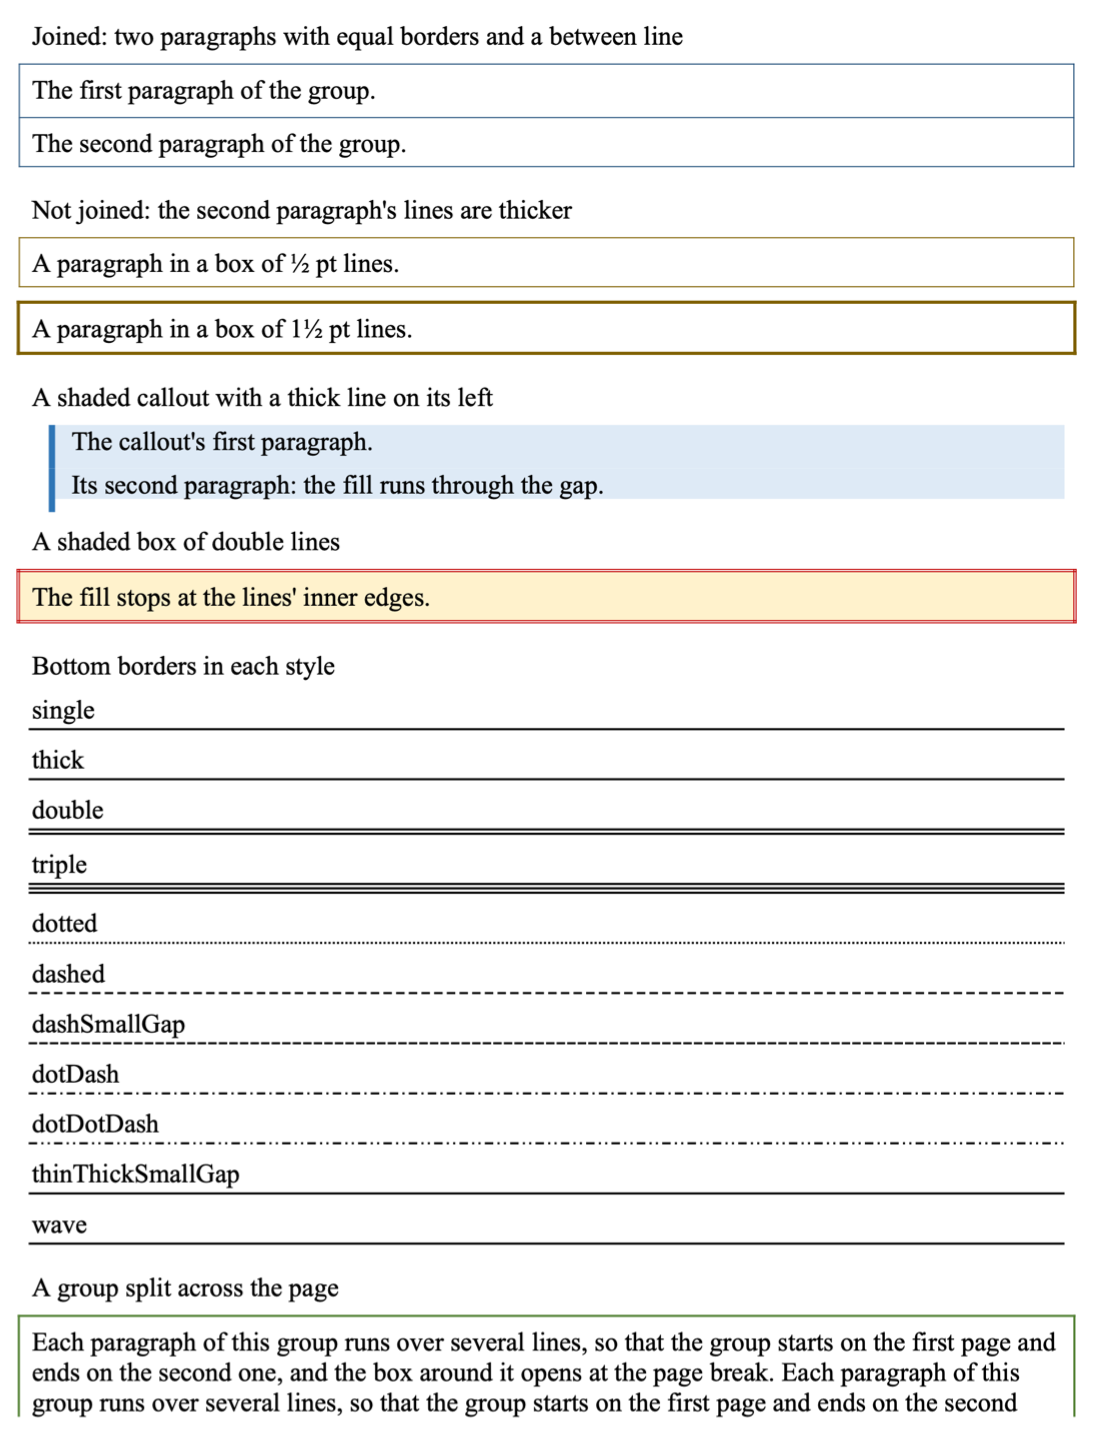 Joined: two paragraphs with equal borders and a between line
The first paragraph of the group.
The second paragraph of the group.
Not joined: the second paragraph's lines are thicker
A paragraph in a box of ½ pt lines.
A paragraph in a box of 1½ pt lines.
A shaded callout with a thick line on its left
The callout's first paragraph.
Its second paragraph: the fill runs through the gap.
A shaded box of double lines
The fill stops at the lines' inner edges.
Bottom borders in each style
single
thick
double
triple
dotted
dashed
dashSmallGap
dotDash
dotDotDash
thinThickSmallGap
wave
A group split across the page
Each paragraph of this group runs over several lines, so that the group starts on the first page and
ends on the second one, and the box around it opens at the page break. Each paragraph of this
group runs over several lines, so that the group starts on the first page and ends on the second